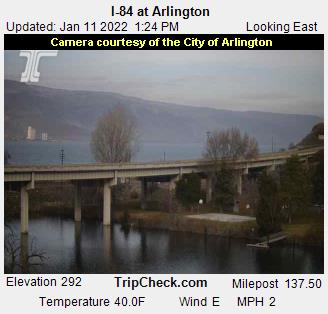 I-84 at Arlington
Updated: Jan 11 2022 1:24 PM Looking East
Camera courtesy of the City of Arlington
Elevation 292 TripCheck.com Milepost 137.50
Temperature 40.0F Wind E MPH 2